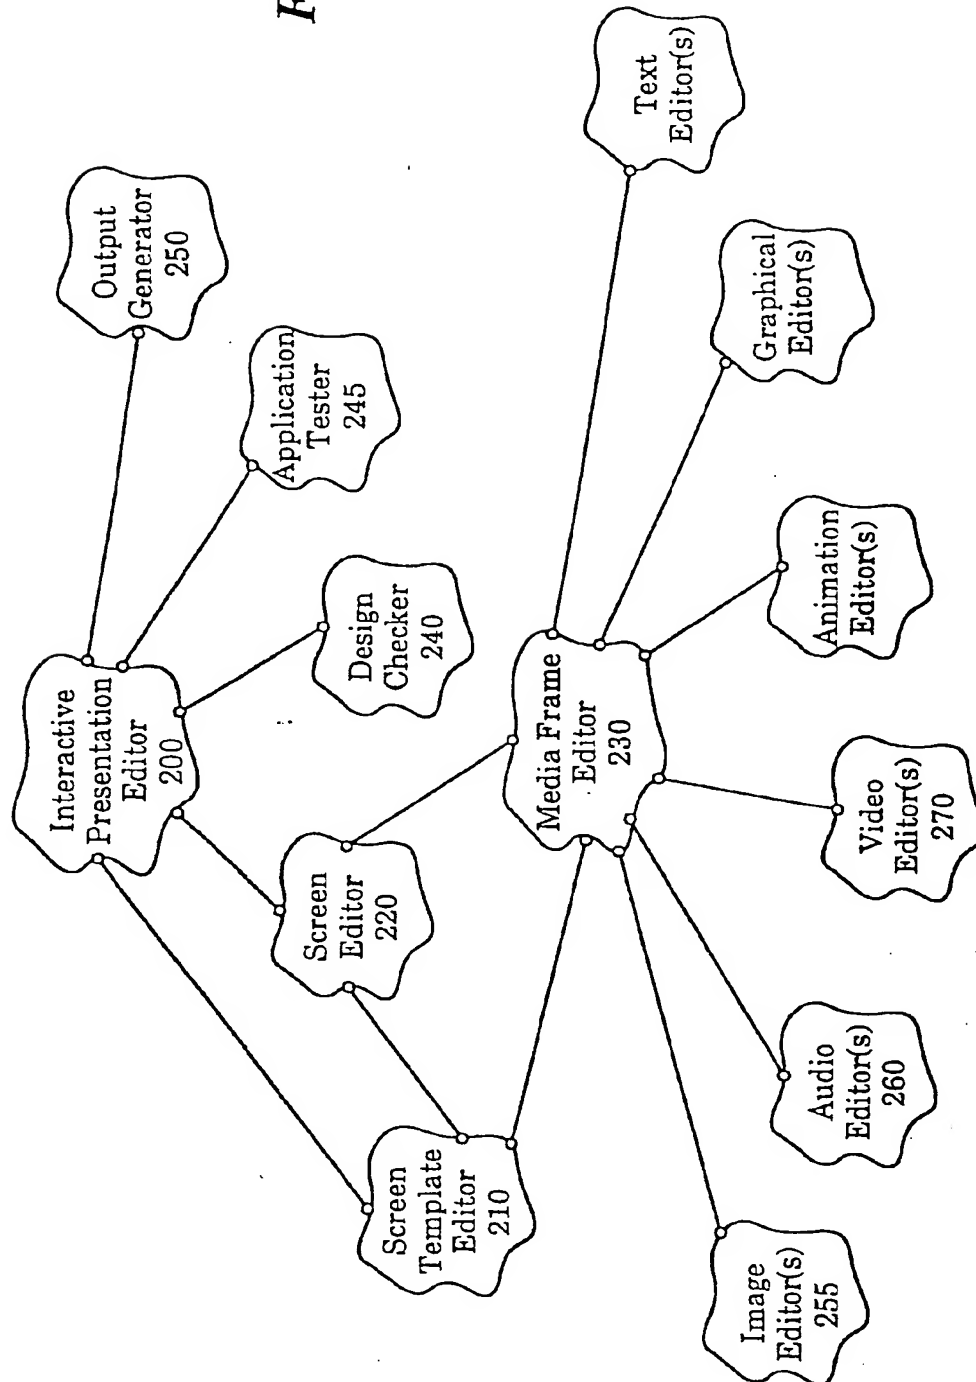 F
Interactive
Presentation
Editor
200
Output
Generator
250
Application
Tester
245
Design
Checker
240
Screen
Editor
220
Screen
Template
Editor
210
Media Frame
Editor
230
Image
Editor(s)
255
Audio
Editor(s)
260
Video
Editor(s)
270
Animation
Editor(s)
Graphical
Editor(s)
Text
Editor(s)